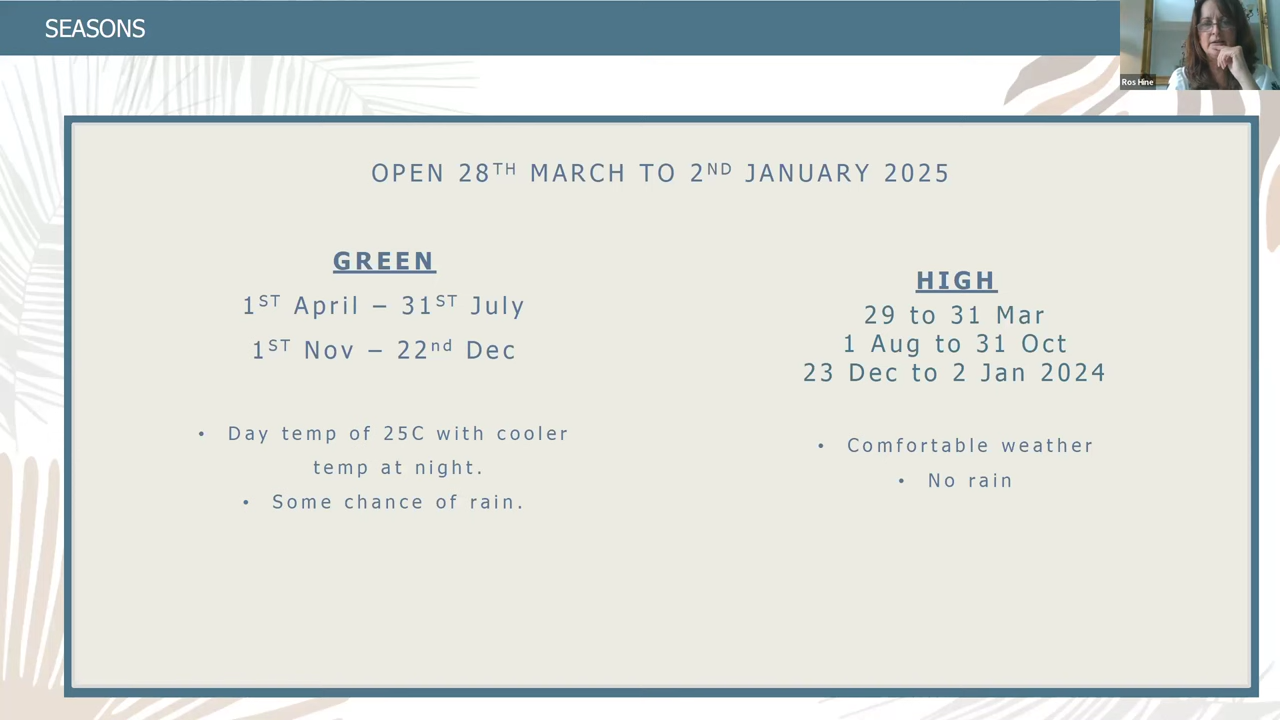 SEASONS
Ros Hine
OPEN 28TH MARCH TO 2ND JANUARY 2025
GREEN
1ST April – 31ST July
1ST Nov – 22nd Dec
• Day temp of 25C with cooler
temp at night.
• Some chance of rain.
HIGH
29 to 31 Mar
1 Aug to 31 Oct
23 Dec to 2 Jan 2024
• Comfortable weather
• No rain